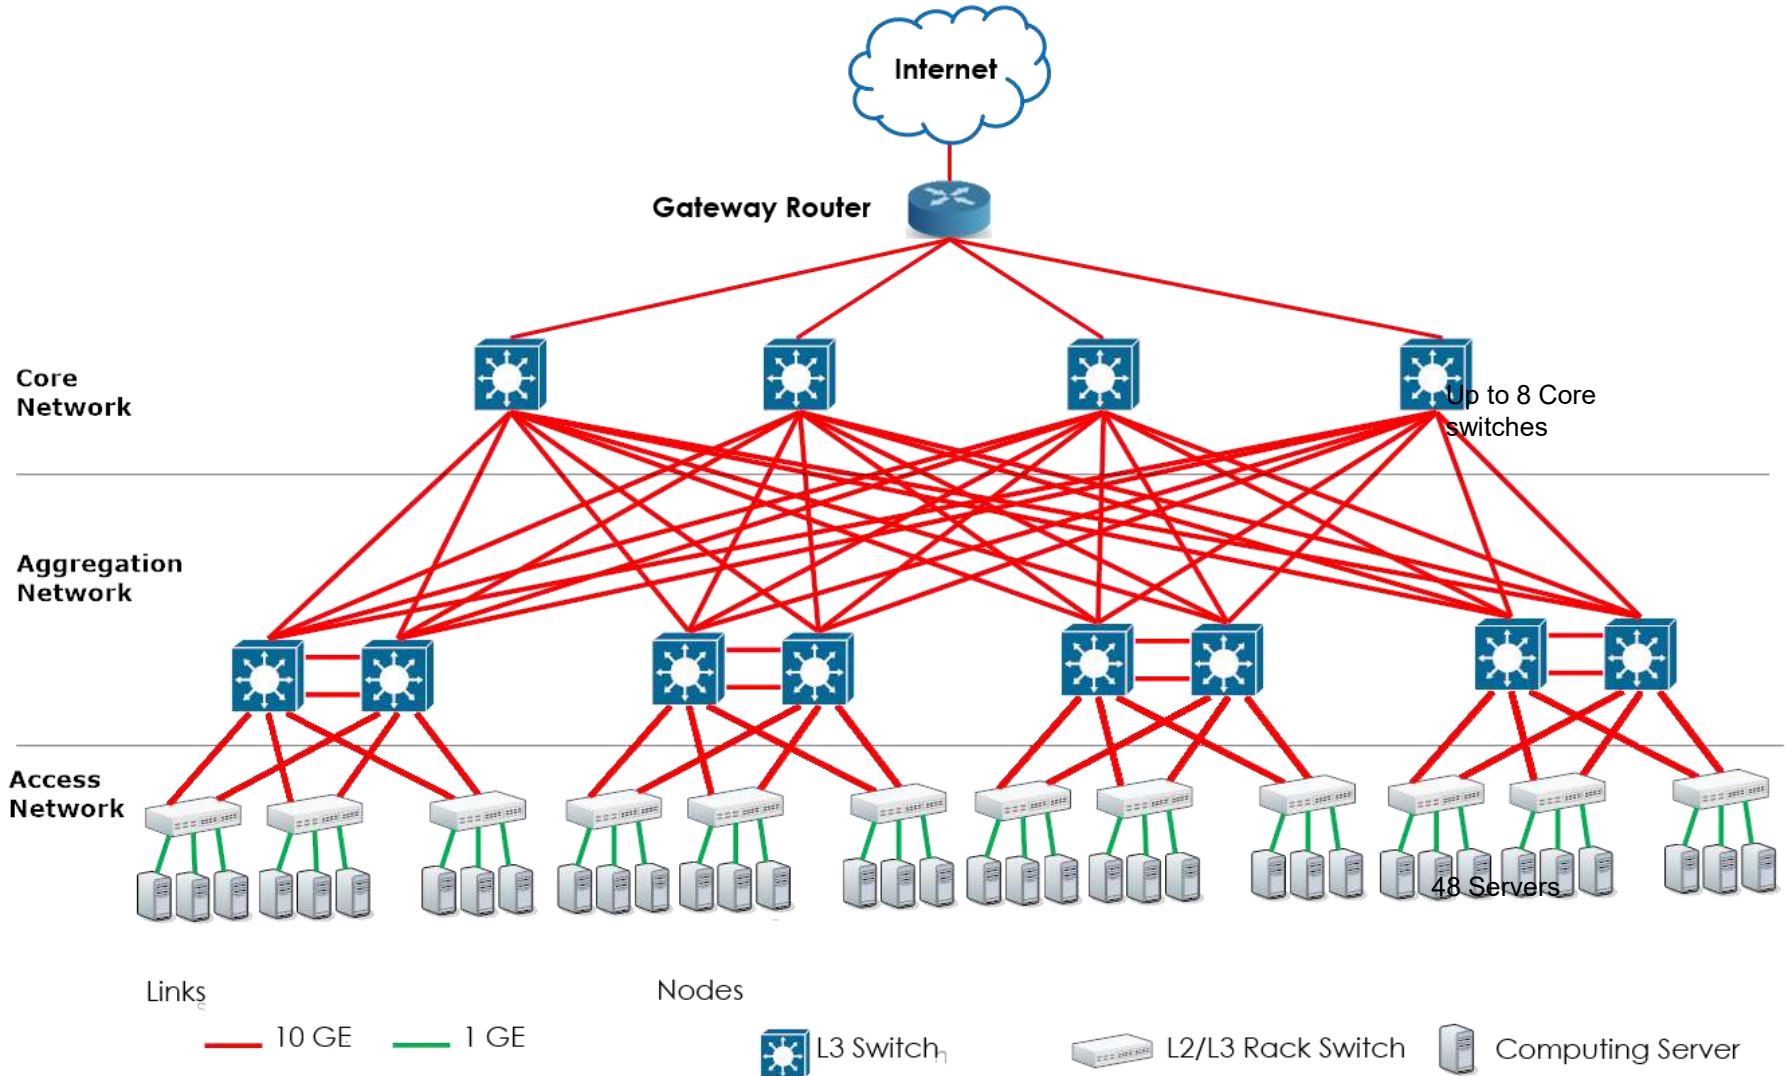 Internet
Gateway Router
Core
Network
Up to 8 Core
switches
Aggregation
Network
Access
Network
48 Servers
Links
Nodes
10 GE
1 GE
L3 Switch
L2/L3 Rack Switch
Computing Server